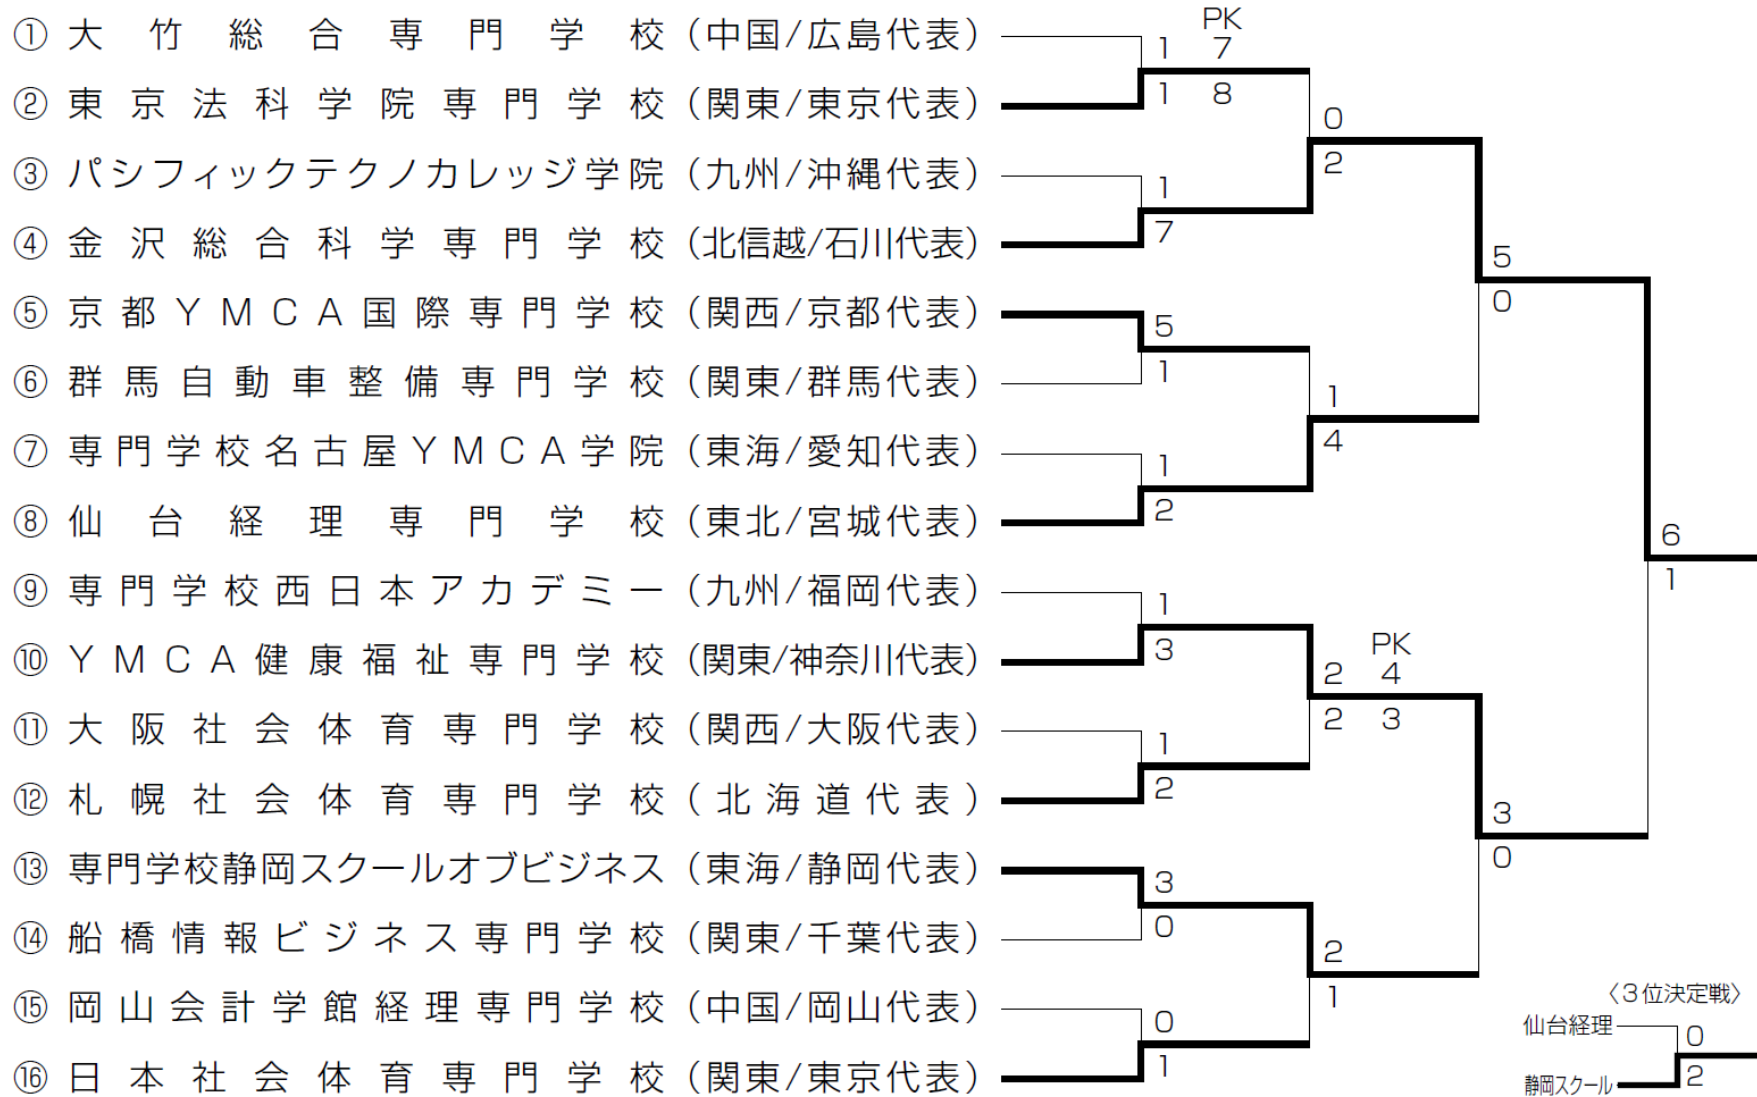 PK
① 大竹総合専門学校 (中国/広島代表) 1 7
② 東京法科学院専門学校 (関東/東京代表) 1 8
0
③ パシフィックテクノカレッジ学院 (九州/沖縄代表) 1 2
④ 金沢総合科学専門学校 (北信越/石川代表) 7
5
0
⑤ 京都YMCA国際専門学校 (関西/京都代表) 5
⑥ 群馬自動車整備専門学校 (関東/群馬代表) 1
1
4
⑦ 専門学校名古屋YMCA学院 (東海/愛知代表) 1
⑧ 仙台経理専門学校 (東北/宮城代表) 2
6
1
⑨ 専門学校西日本アカデミー (九州/福岡代表) 1
⑩ YMCA健康福祉専門学校 (関東/神奈川代表) 3
PK
2 4
2 3
⑪ 大阪社会体育専門学校 (関西/大阪代表) 1
⑫ 札幌社会体育専門学校 (北海道代表) 2
3
0
⑬ 専門学校静岡スクールオブビジネス (東海/静岡代表) 3
⑭ 船橋情報ビジネス専門学校 (関東/千葉代表) 0
2
1
⑮ 岡山会計学館経理専門学校 (中国/岡山代表) 0
⑯ 日本社会体育専門学校 (関東/東京代表) 1
〈3位決定戦〉
仙台経理 0
静岡スクール 2